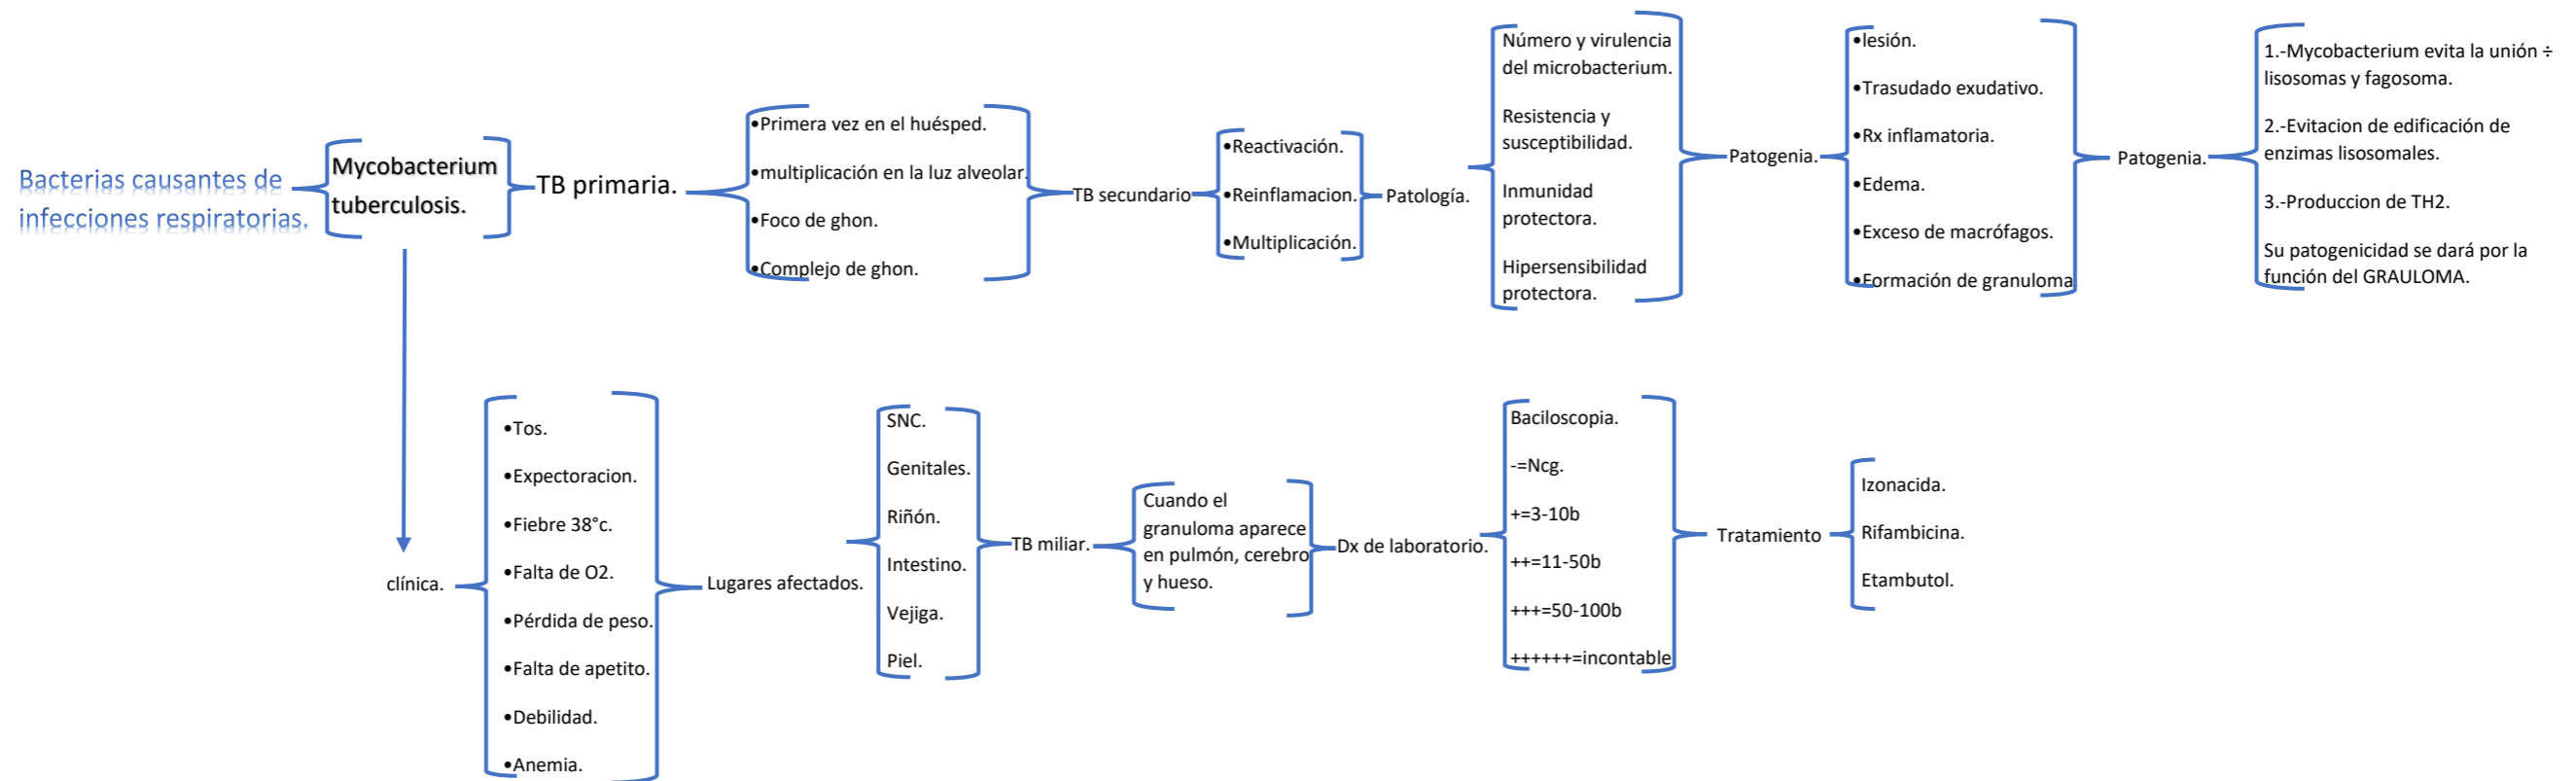 Bacterias causantes de
infecciones respiratorias.
Mycobacterium
tuberculosis.
TB primaria.
•Primera vez en el huésped.
•multiplicación en la luz alveolar.
•Foco de ghon.
•Complejo de ghon.
TB secundario
•Reactivación.
•Reinflamacion.
•Multiplicación.
Patología.
Número y virulencia
del microbacterium.
Resistencia y
susceptibilidad.
Inmunidad
protectora.
Hipersensibilidad
protectora.
Patogenia.
•lesión.
•Trasudado exudativo.
•Rx inflamatoria.
•Edema.
•Exceso de macrófagos.
•Formación de granuloma
Patogenia.
1.-Mycobacterium evita la unión ÷
lisosomas y fagosoma.
2.-Evitacion de edificación de
enzimas lisosomales.
3.-Produccion de TH2.
Su patogenicidad se dará por la
función del GRAULOMA.
clínica.
•Tos.
•Expectoracion.
•Fiebre 38°c.
•Falta de O2.
•Pérdida de peso.
•Falta de apetito.
•Debilidad.
•Anemia.
Lugares afectados.
SNC.
Genitales.
Riñón.
Intestino.
Vejiga.
Piel.
TB miliar.
Cuando el
granuloma aparece
en pulmón, cerebro
y hueso.
Dx de laboratorio.
Baciloscopia.
-=Ncg.
+=3-10b
++=11-50b
+++=50-100b
++++++=incontable
Tratamiento
Izonacida.
Rifambicina.
Etambutol.